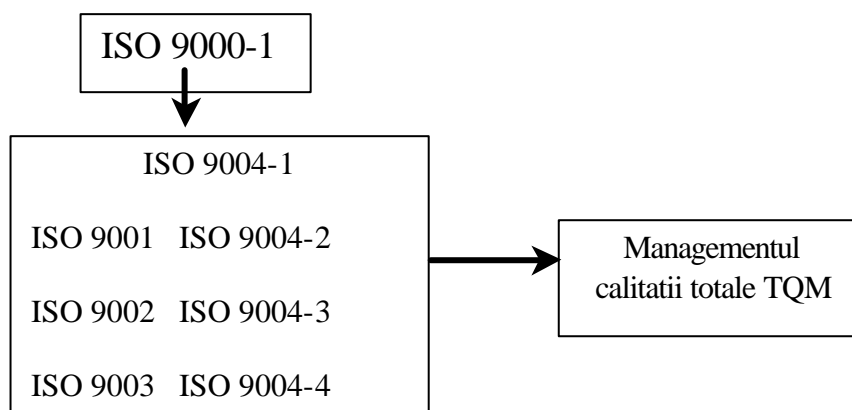 ISO 9000-1
ISO 9004-1
ISO 9001 ISO 9004-2
ISO 9002 ISO 9004-3
ISO 9003 ISO 9004-4
Managementul
calitatii totale TQM